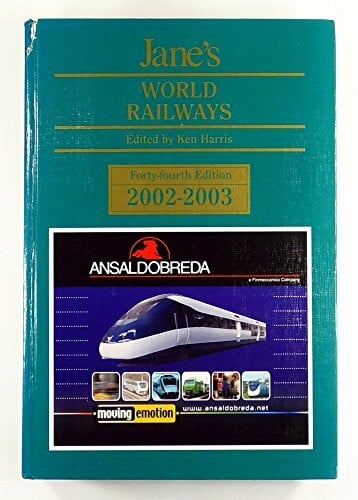 Jane's
WORLD
RAILWAYS
Edited by Ken Harris
Forty-fourth Edition
2002-2003
ANSALDOBREDA
a Finmeccanica Company
moving emotion
www.ansaldobreda.net